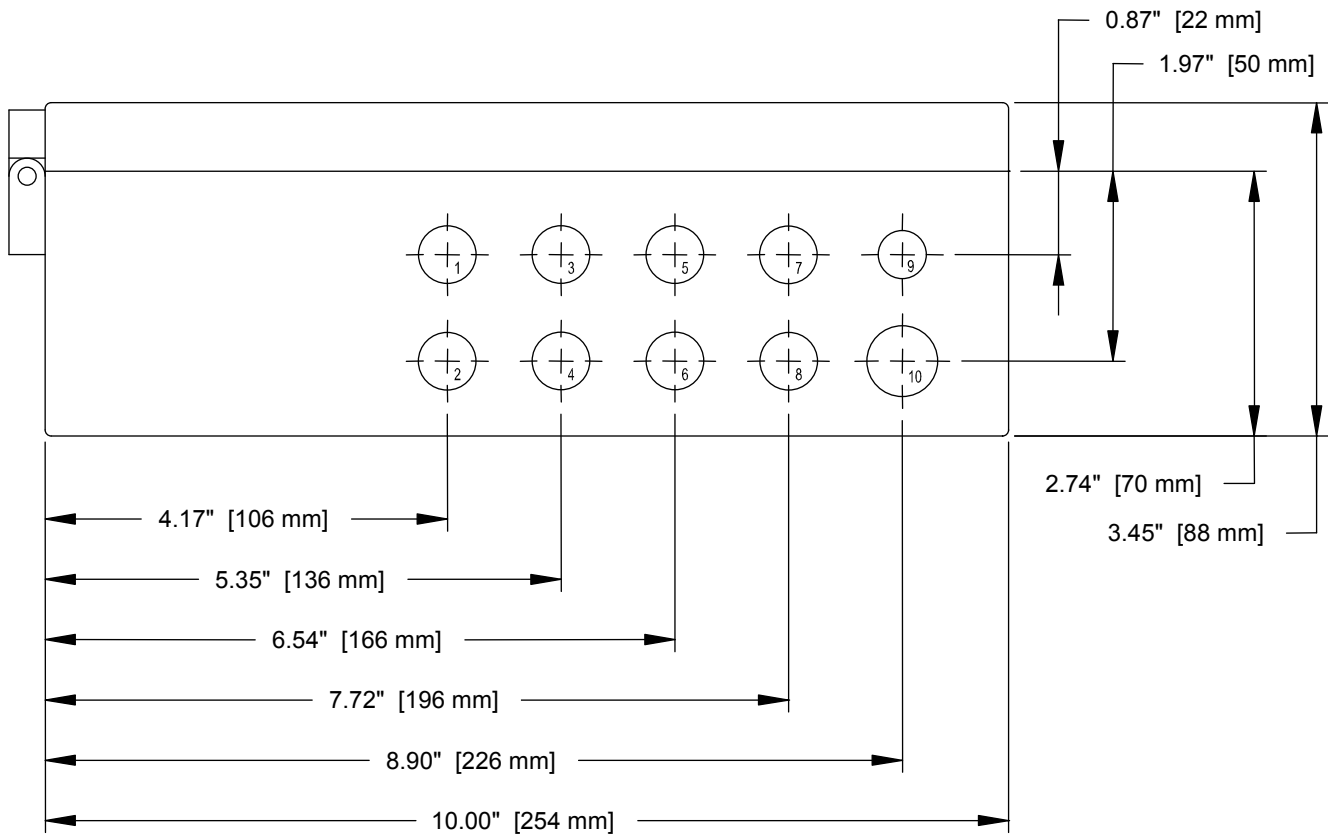 0.87" [22 mm]
1.97" [50 mm]
1 3 5 7 9
2 4 6 8 10
2.74" [70 mm]
4.17" [106 mm]
3.45" [88 mm]
5.35" [136 mm]
6.54" [166 mm]
7.72" [196 mm]
8.90" [226 mm]
10.00" [254 mm]